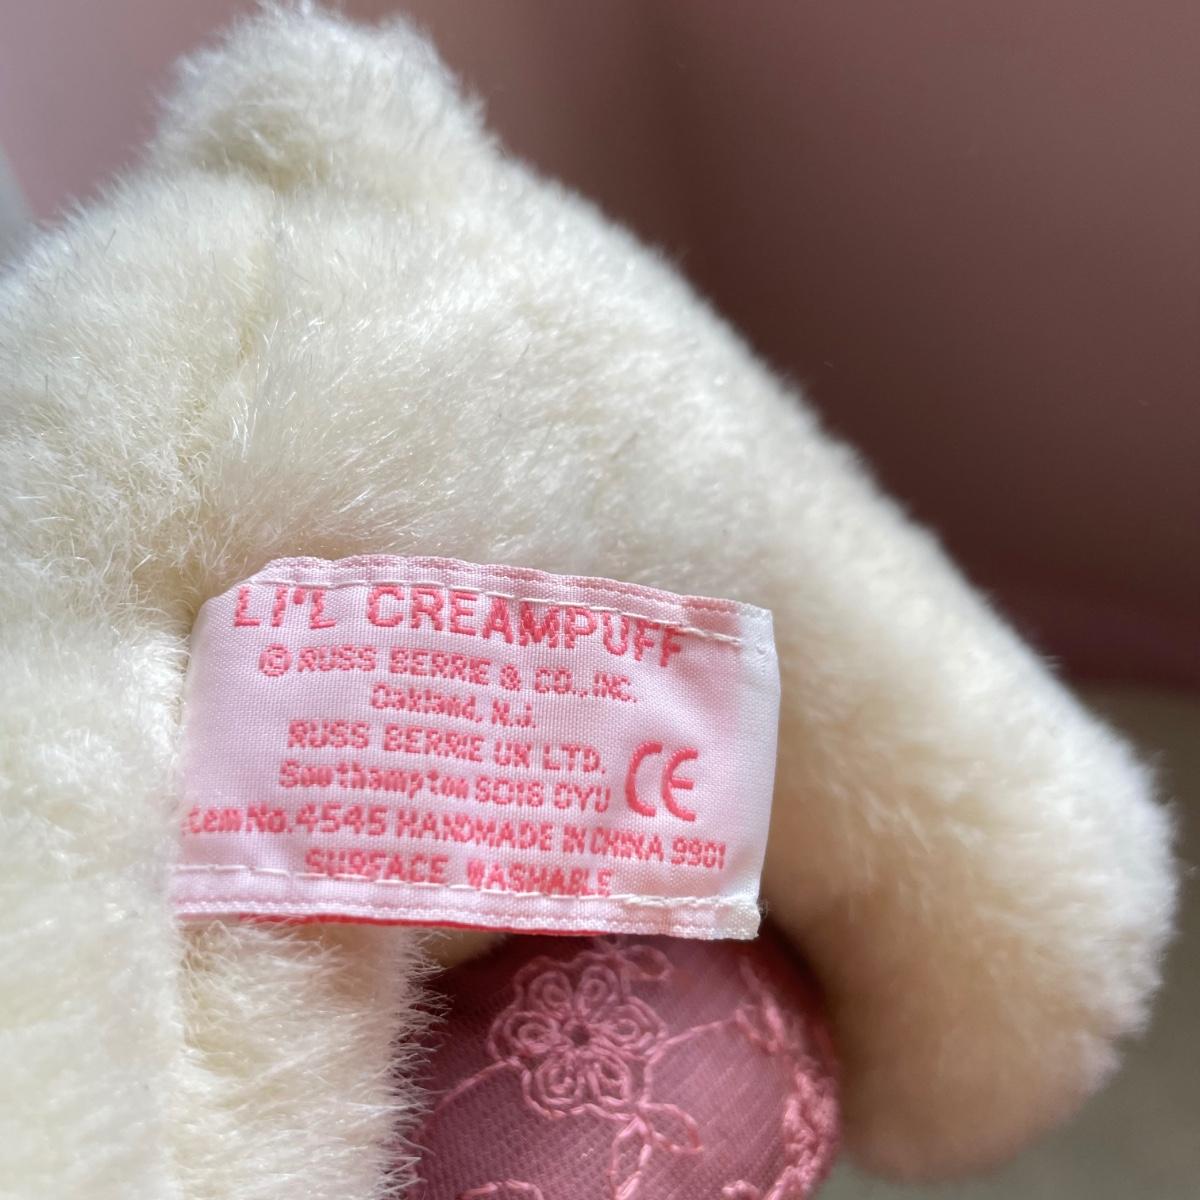 LI'L CREAMPUFF
© RUSS BERRIE & CO., INC.
Oakland, N.J.
RUSS BERRIE UK LTD.
Southampton SO16 0YU
CE
Item No. 4545 HANDMADE IN CHINA 9901
SURFACE WASHABLE